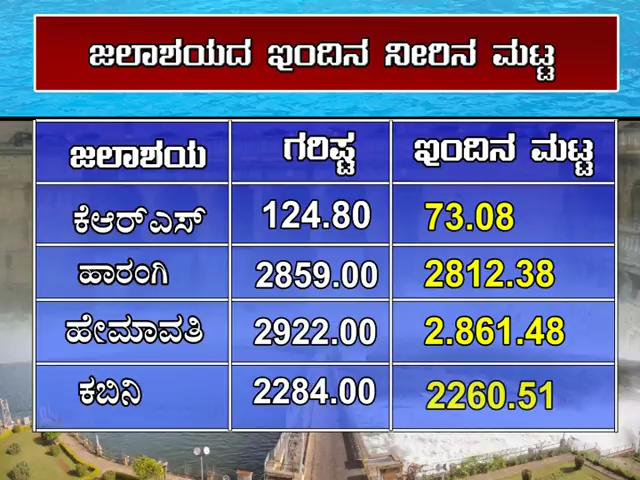 ಜಲಾಶಯದ ಇಂದಿನ ನೀರಿನ ಮಟ್ಟ
ಜಲಾಶಯ ಗರಿಷ್ಟ ಇಂದಿನ ಮಟ್ಟ
ಕೆಆರ್ಎಸ್ 124.80 73.08
ಹಾರಂಗಿ 2859.00 2812.38
ಹೇಮಾವತಿ 2922.00 2.861.48
ಕಬಿನಿ 2284.00 2260.51